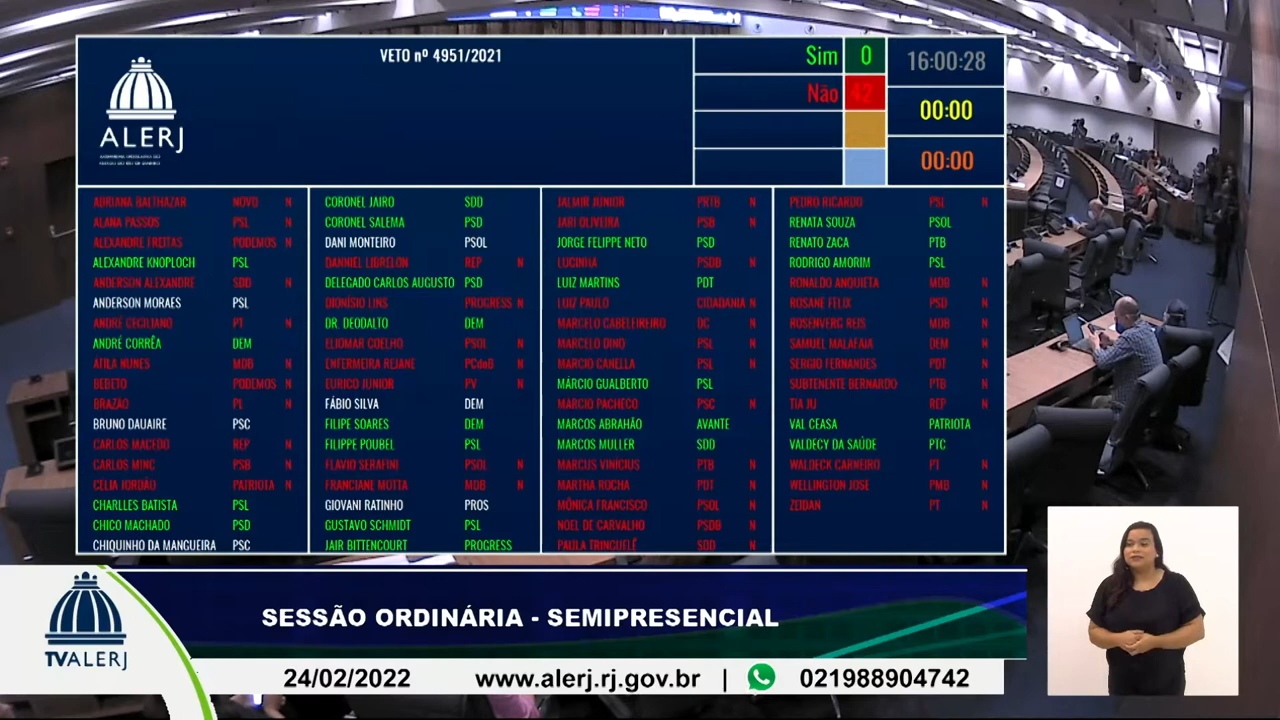 VETO nº 4951/2021
Sim 0
Não 42
16:00:28
00:00
00:00
ALERJ
ADRIANA BALTHAZAR NOVO N
ALANA PASSOS PSL N
ALEXANDRE FREITAS PODEMOS N
ALEXANDRE KNOPLOCH PSL
ANDERSON ALEXANDRE SDD N
ANDERSON MORAES PSL
ANDRÉ CECILIANO PT N
ANDRÉ CORRÊA DEM
ÁTILA NUNES MDB N
BEBETO PODEMOS N
BRAZÃO PL N
BRUNO DAUAIRE PSC
CARLOS MACEDO REP N
CARLOS MINC PSB N
CELIA JORDÃO PATRIOTA N
CHARLLES BATISTA PSL
CHICO MACHADO PSD
CHIQUINHO DA MANGUEIRA PSC
CORONEL JAIRO SDD
CORONEL SALEMA PSD
DANI MONTEIRO PSOL
DANNIEL LIBRELON REP N
DELEGADO CARLOS AUGUSTO PSD
DIONÍSIO LINS PROGRESS N
DR. DEODALTO DEM
ELIOMAR COELHO PSOL N
ENFERMEIRA REJANE PCdoB N
EURICO JUNIOR PV N
FÁBIO SILVA DEM
FILIPE SOARES DEM
FILIPPE POUBEL PSL
FLAVIO SERAFINI PSOL N
FRANCIANE MOTTA MDB N
GIOVANI RATINHO PROS
GUSTAVO SCHMIDT PSL
JAIR BITTENCOURT PROGRESS
JALMIR JUNIOR PRTB N
JARI OLIVEIRA PSB N
JORGE FELIPPE NETO PSD
LUCINHA PSDB N
LUIZ MARTINS PDT
LUIZ PAULO CIDADANIA N
MARCELO CABELEIREIRO DC N
MARCELO DINO PSL N
MARCIO CANELLA PSL N
MÁRCIO GUALBERTO PSL
MÁRCIO PACHECO PSC N
MARCOS ABRAHÃO AVANTE
MARCOS MULLER SDD
MARCUS VINICIUS PTB N
MARTHA ROCHA PDT N
MÔNICA FRANCISCO PSOL N
NOEL DE CARVALHO PSDB N
PAULA TRINGUELÊ SDD N
PEDRO RICARDO PSL N
RENATA SOUZA PSOL
RENATO ZACA PTB
RODRIGO AMORIM PSL
RONALDO ANQUIETA MDB N
ROSANE FELIX PSD N
ROSENVERG REIS MDB N
SAMUEL MALAFAIA DEM N
SERGIO FERNANDES PDT N
SUBTENENTE BERNARDO PTB N
TIA JU REP N
VAL CEASA PATRIOTA
VALDECY DA SAÚDE PTC
WALDECK CARNEIRO PT N
WELLINGTON JOSE PMB N
ZEIDAN PT N
SESSÃO ORDINÁRIA - SEMIPRESENCIAL
TVALERJ
24/02/2022 www.alerj.rj.gov.br | 021988904742